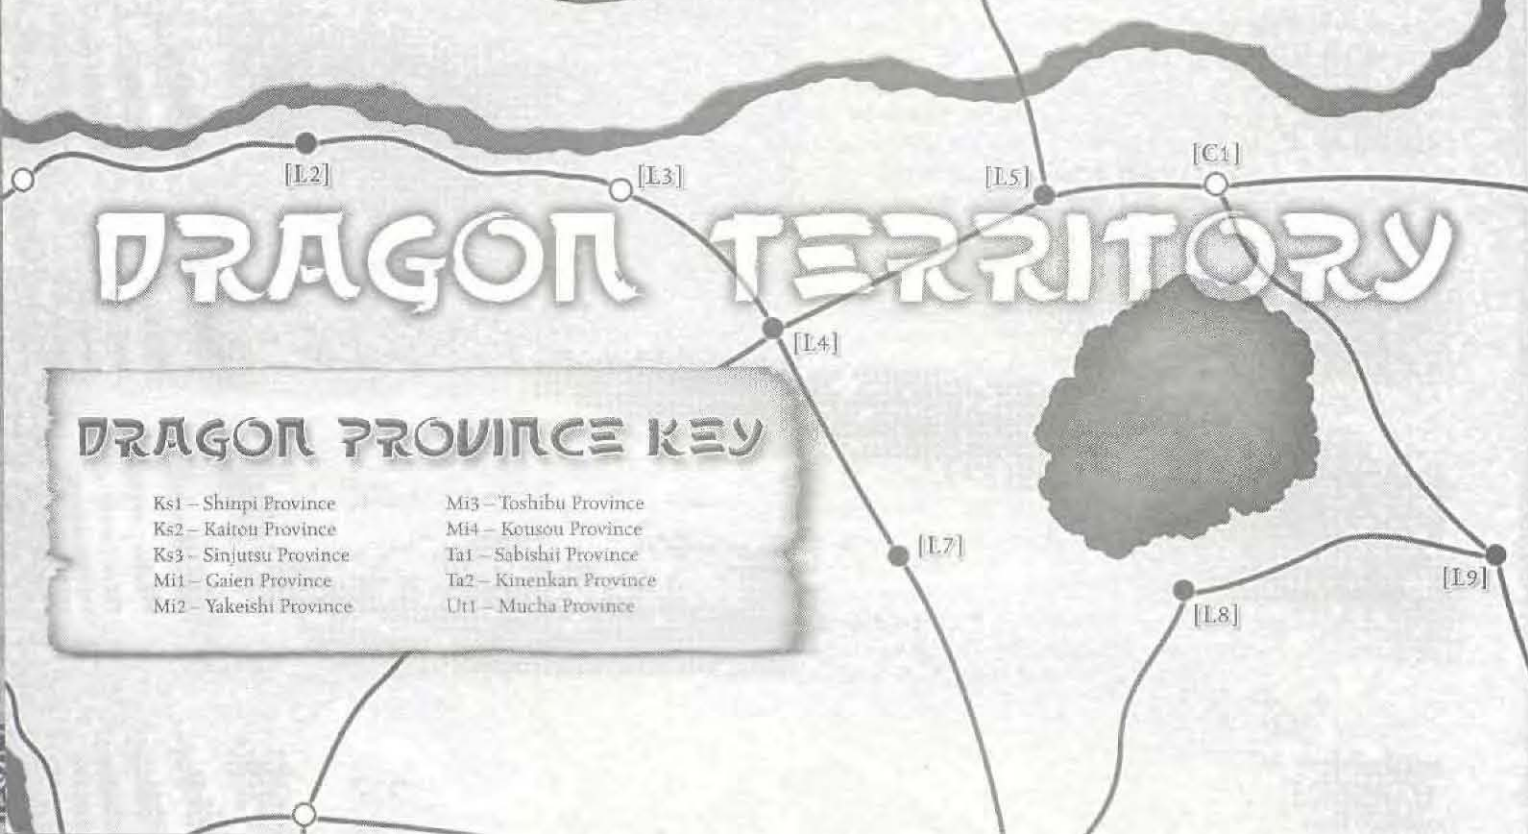 [C1]
[L2]
[L3]
[L5]
DRAGON TERRITORY
[L4]
DRAGON PROVINCE KEY
Ks1 – Shinpi Province
Ks2 – Kaitou Province
Ks3 – Sinjutsu Province
Mi1 – Gaien Province
Mi2 – Yakeishi Province
Mi3 – Toshibu Province
Mi4 – Kousou Province
Ta1 – Sabishii Province
Ta2 – Kinenkan Province
Ut1 – Mucha Province
[L7]
[L9]
[L8]